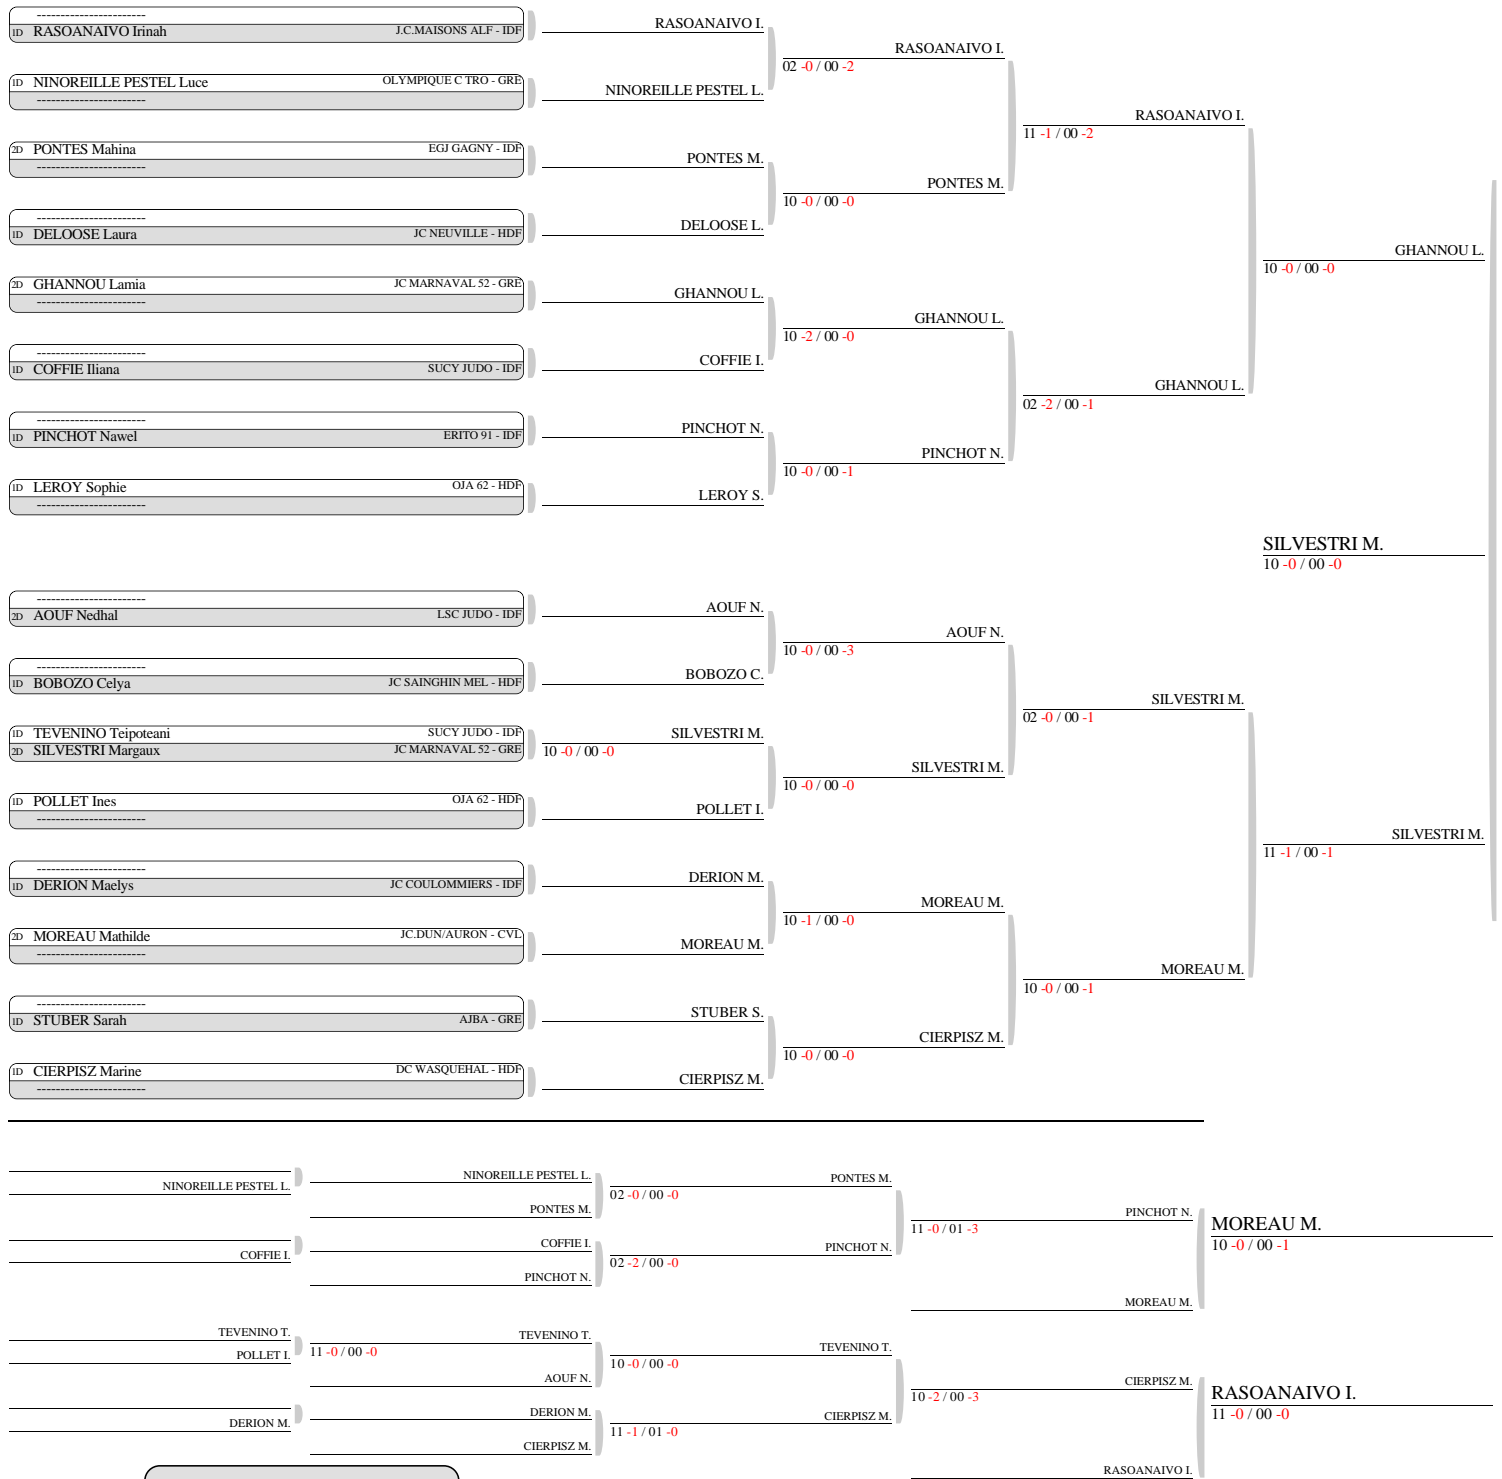 -----------------------
1D RASOANAIVO Irinah J.C.MAISONS ALF - IDF
1D NINOREILLE PESTEL Luce OLYMPIQUE C TRO - GRE
-----------------------
2D PONTES Mahina EGJ GAGNY - IDF
-----------------------
-----------------------
1D DELOOSE Laura JC NEUVILLE - HDF
2D GHANNOU Lamia JC MARNAVAL 52 - GRE
-----------------------
-----------------------
1D COFFIE Iliana SUCY JUDO - IDF
-----------------------
1D PINCHOT Nawel ERITO 91 - IDF
1D LEROY Sophie OJA 62 - HDF
-----------------------
-----------------------
2D AOUF Nedhal LSC JUDO - IDF
-----------------------
1D BOBOZO Celya JC SAINGHIN MEL - HDF
1D TEVENINO Teipoteani SUCY JUDO - IDF
2D SILVESTRI Margaux JC MARNAVAL 52 - GRE
1D POLLET Ines OJA 62 - HDF
-----------------------
-----------------------
1D DERION Maelys JC COULOMMIERS - IDF
2D MOREAU Mathilde JC.DUN/AURON - CVL
-----------------------
-----------------------
1D STUBER Sarah AJBA - GRE
1D CIERPISZ Marine DC WASQUEHAL - HDF
-----------------------
RASOANAIVO I.
NINOREILLE PESTEL L.
PONTES M.
DELOOSE L.
GHANNOU L.
COFFIE I.
PINCHOT N.
LEROY S.
AOUF N.
BOBOZO C.
SILVESTRI M.
10 -0 / 00 -0
POLLET I.
DERION M.
MOREAU M.
STUBER S.
CIERPISZ M.
RASOANAIVO I.
02 -0 / 00 -2
PONTES M.
10 -0 / 00 -0
GHANNOU L.
10 -2 / 00 -0
PINCHOT N.
10 -0 / 00 -1
AOUF N.
10 -0 / 00 -3
SILVESTRI M.
10 -0 / 00 -0
MOREAU M.
10 -1 / 00 -0
CIERPISZ M.
10 -0 / 00 -0
RASOANAIVO I.
11 -1 / 00 -2
GHANNOU L.
02 -2 / 00 -1
SILVESTRI M.
02 -0 / 00 -1
MOREAU M.
10 -0 / 00 -1
GHANNOU L.
10 -0 / 00 -0
SILVESTRI M.
10 -0 / 00 -0
SILVESTRI M.
11 -1 / 00 -1
NINOREILLE PESTEL L.
COFFIE I.
TEVENINO T.
POLLET I.
DERION M.
NINOREILLE PESTEL L.
PONTES M.
COFFIE I.
PINCHOT N.
TEVENINO T.
11 -0 / 00 -0
AOUF N.
DERION M.
CIERPISZ M.
PONTES M.
02 -0 / 00 -0
PINCHOT N.
02 -2 / 00 -0
TEVENINO T.
10 -0 / 00 -0
CIERPISZ M.
11 -1 / 01 -0
PINCHOT N.
11 -0 / 01 -3
MOREAU M.
CIERPISZ M.
10 -2 / 00 -3
RASOANAIVO I.
MOREAU M.
10 -0 / 00 -1
RASOANAIVO I.
11 -0 / 00 -0